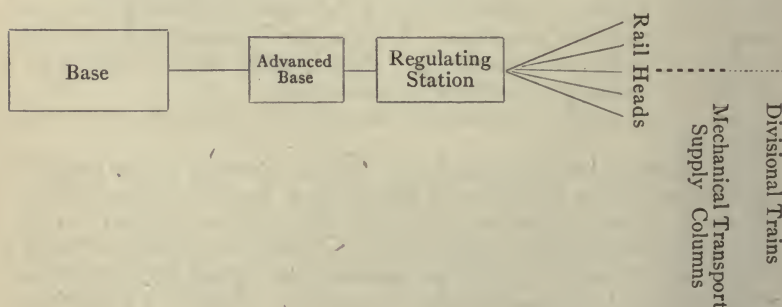 Base
Advanced
Base
Regulating
Station
Rail Heads
Mechanical Transport
Supply Columns
Divisional Trains